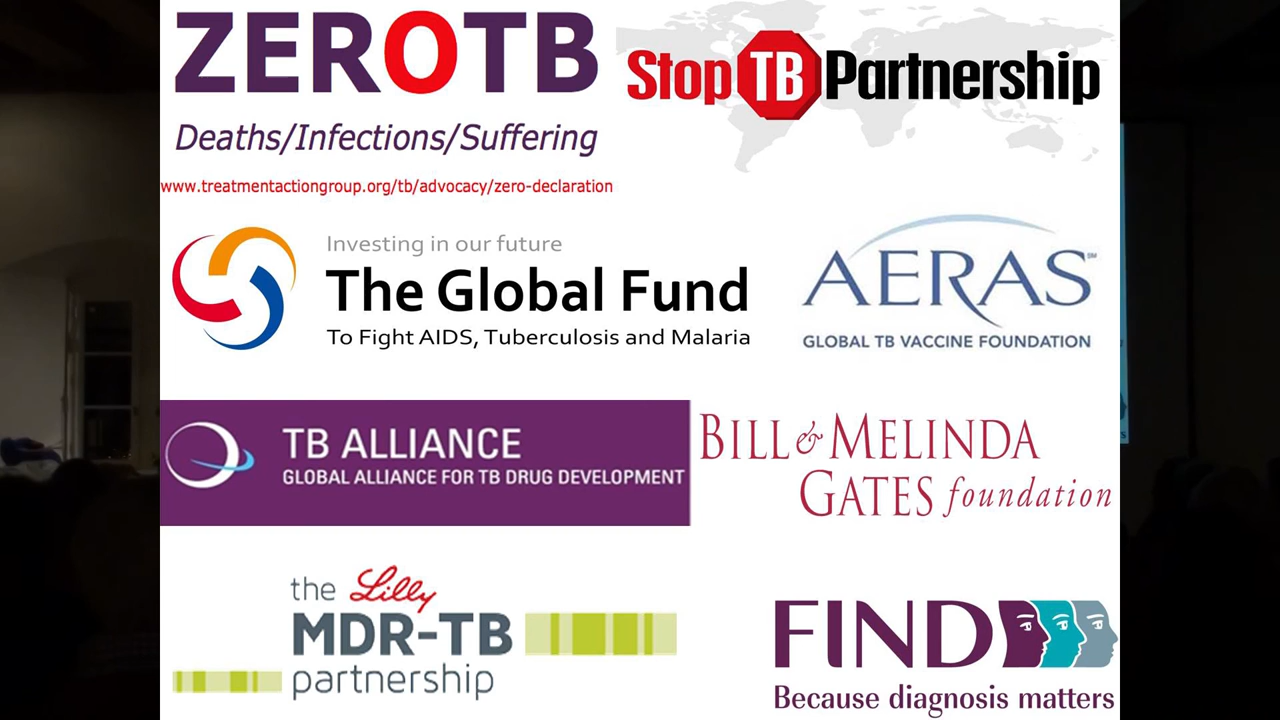 ZEROTB
Deaths/Infections/Suffering
www.treatmentactiongroup.org/tb/advocacy/zero-declaration
Stop TB Partnership
Investing in our future
The Global Fund
To Fight AIDS, Tuberculosis and Malaria
AERAS℠
GLOBAL TB VACCINE FOUNDATION
TB ALLIANCE
GLOBAL ALLIANCE FOR TB DRUG DEVELOPMENT
BILL & MELINDA
GATES foundation
the Lilly
MDR-TB
partnership
FIND
Because diagnosis matters